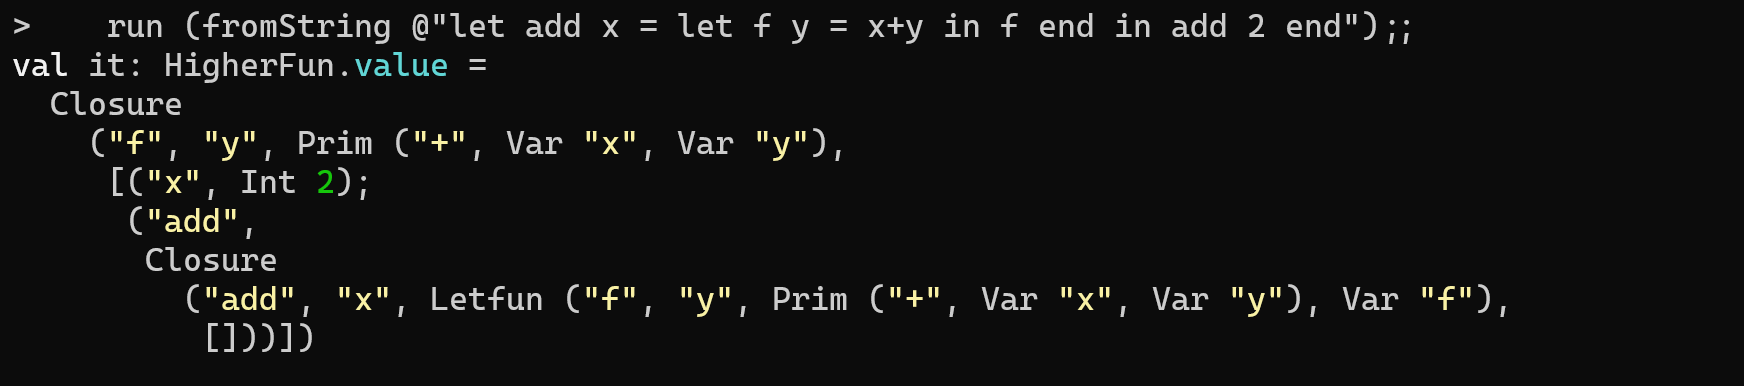 >    run (fromString @"let add x = let f y = x+y in f end in add 2 end");;
val it: HigherFun.value =
  Closure
    ("f", "y", Prim ("+", Var "x", Var "y"),
     [("x", Int 2);
      ("add",
       Closure
         ("add", "x", Letfun ("f", "y", Prim ("+", Var "x", Var "y"), Var "f"),
          []))])